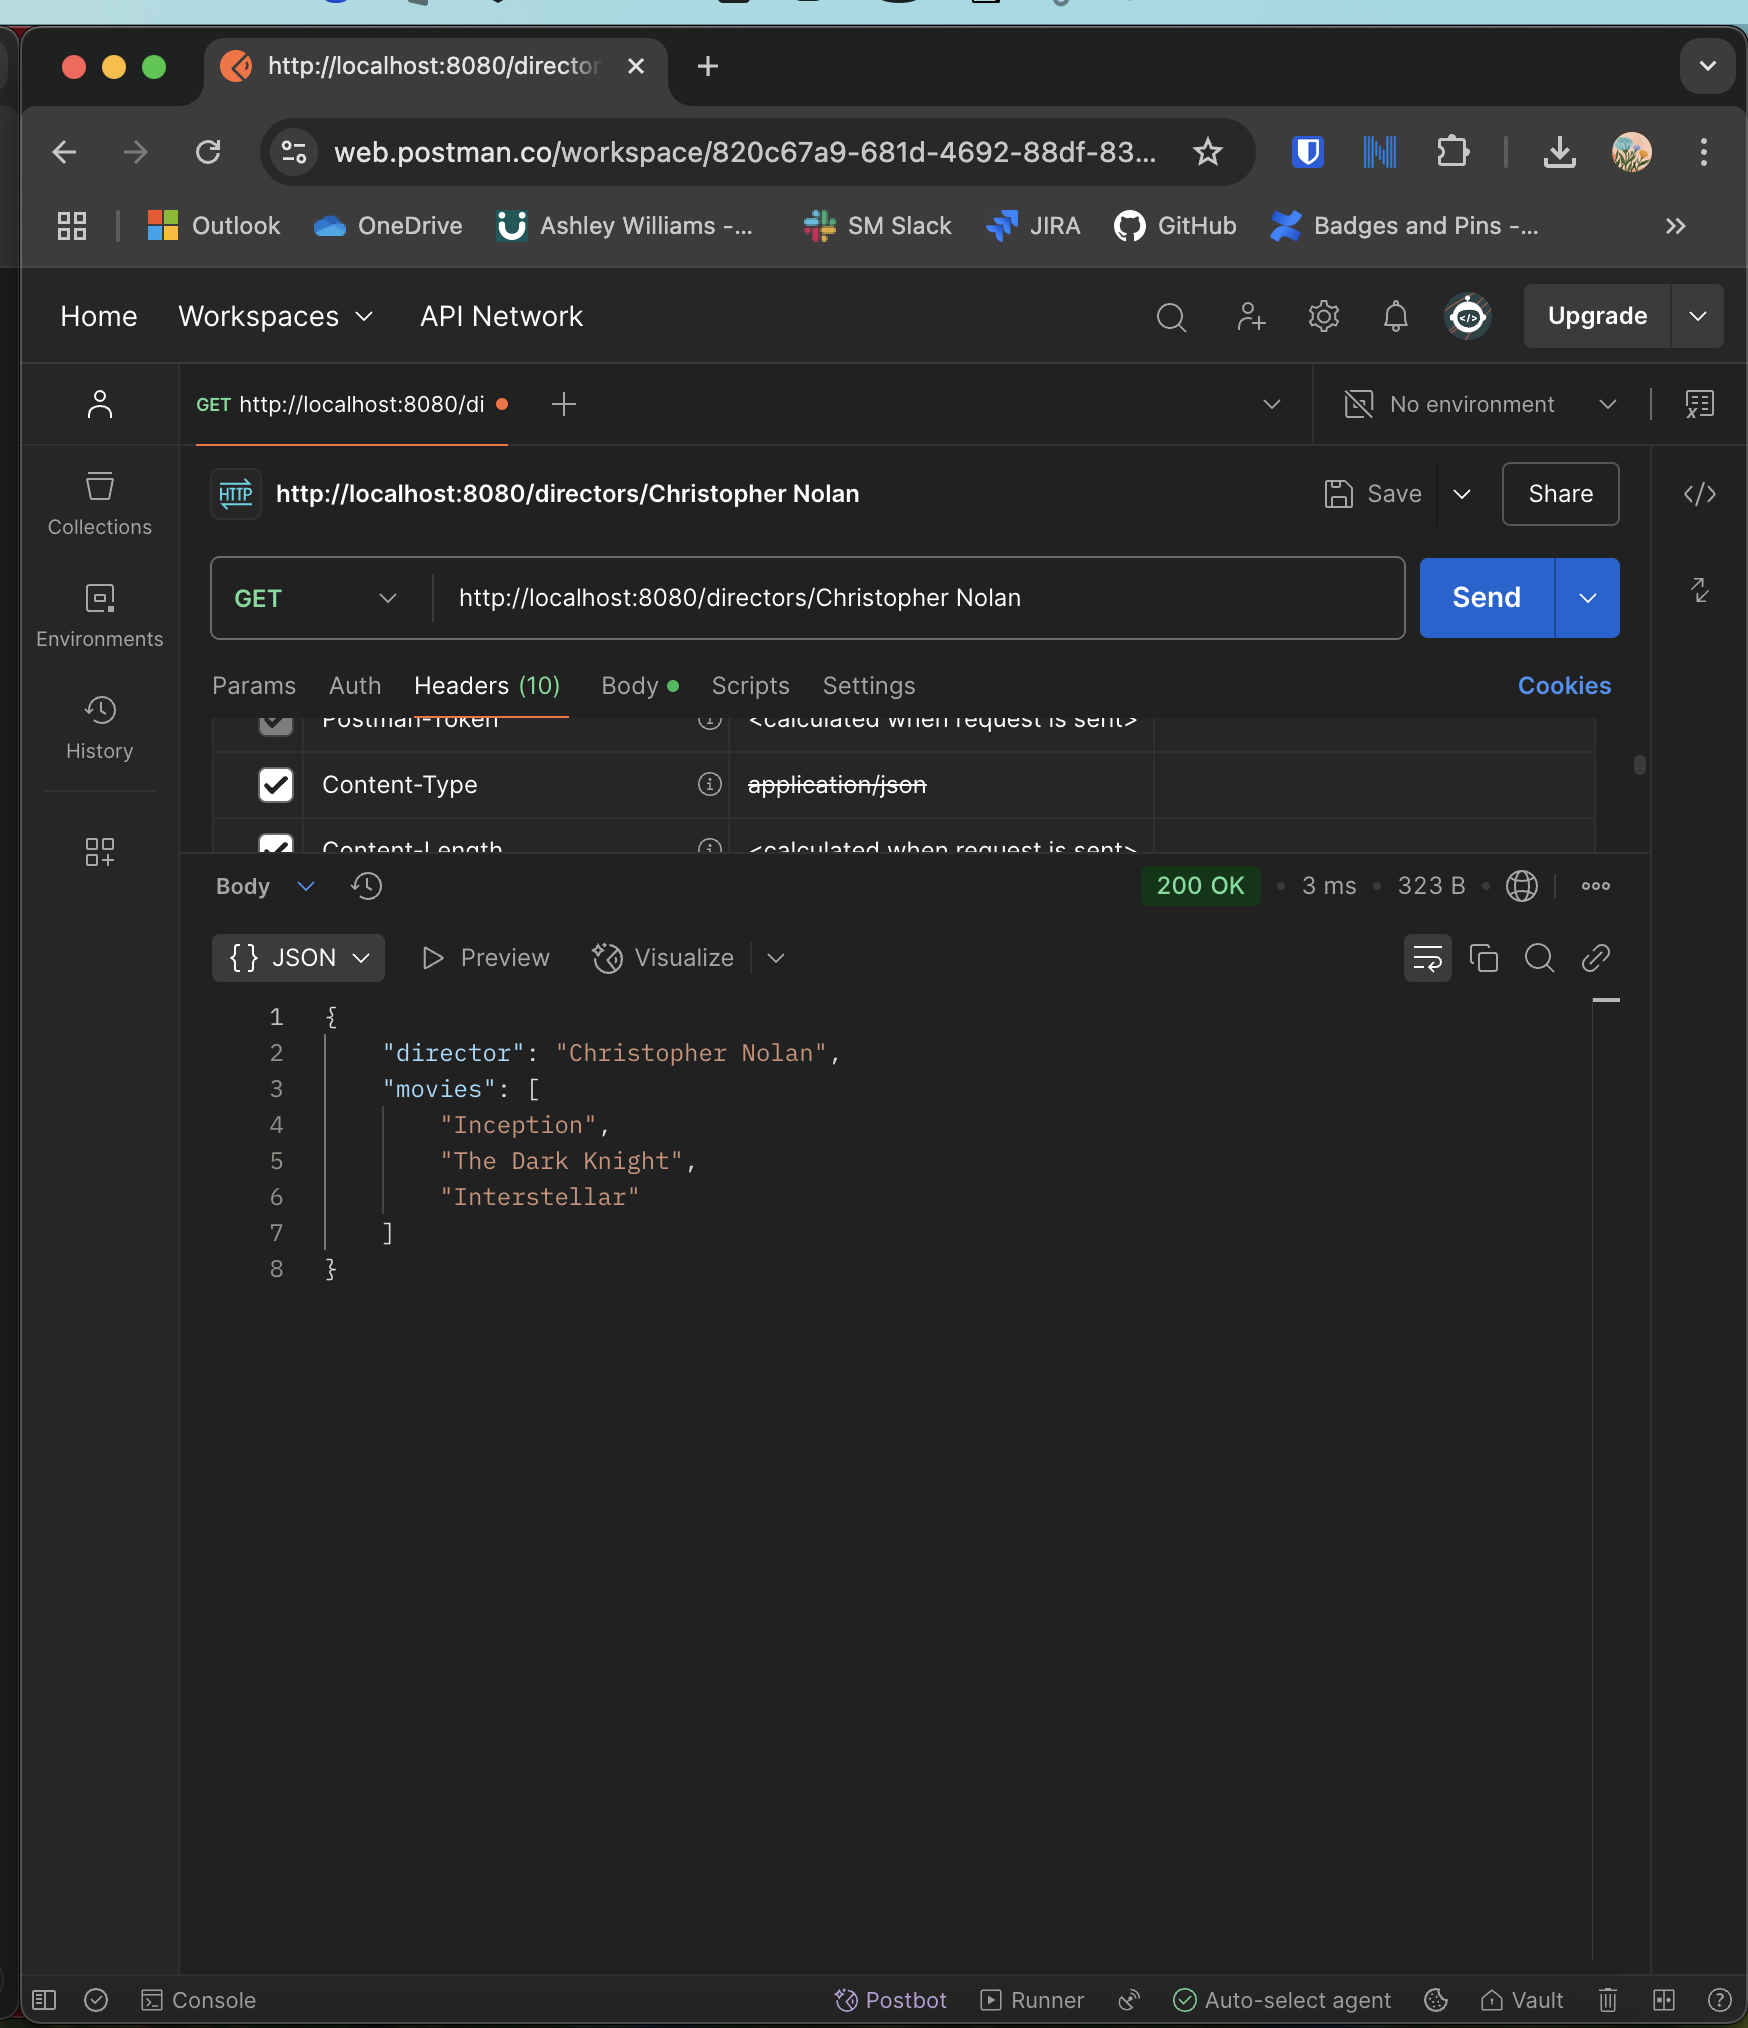 http://localhost:8080/director
web.postman.co/workspace/820c67a9-681d-4692-88df-83...
Outlook OneDrive Ashley Williams -... SM Slack JIRA GitHub Badges and Pins -...
Home Workspaces API Network Upgrade
GET http://localhost:8080/di No environment
HTTP http://localhost:8080/directors/Christopher Nolan Save Share
Collections
GET http://localhost:8080/directors/Christopher Nolan Send
Environments
Params Auth Headers (10) Body Scripts Settings Cookies
Postman-Token <calculated when request is sent>
History
Content-Type application/json
Content-Length <calculated when request is sent>
Body 200 OK • 3 ms • 323 B
{} JSON Preview Visualize
1 {
2 "director": "Christopher Nolan",
3 "movies": [
4 "Inception",
5 "The Dark Knight",
6 "Interstellar"
7 ]
8 }
Console Postbot Runner Auto-select agent Vault